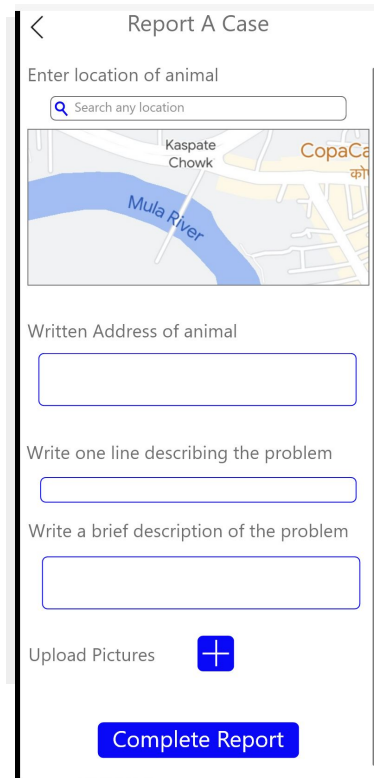 Report A Case
Enter location of animal
Search any location
Kaspate
Chowk
CopaCa
को
Mula River
Written Address of animal
Write one line describing the problem
Write a brief description of the problem
Upload Pictures
Complete Report